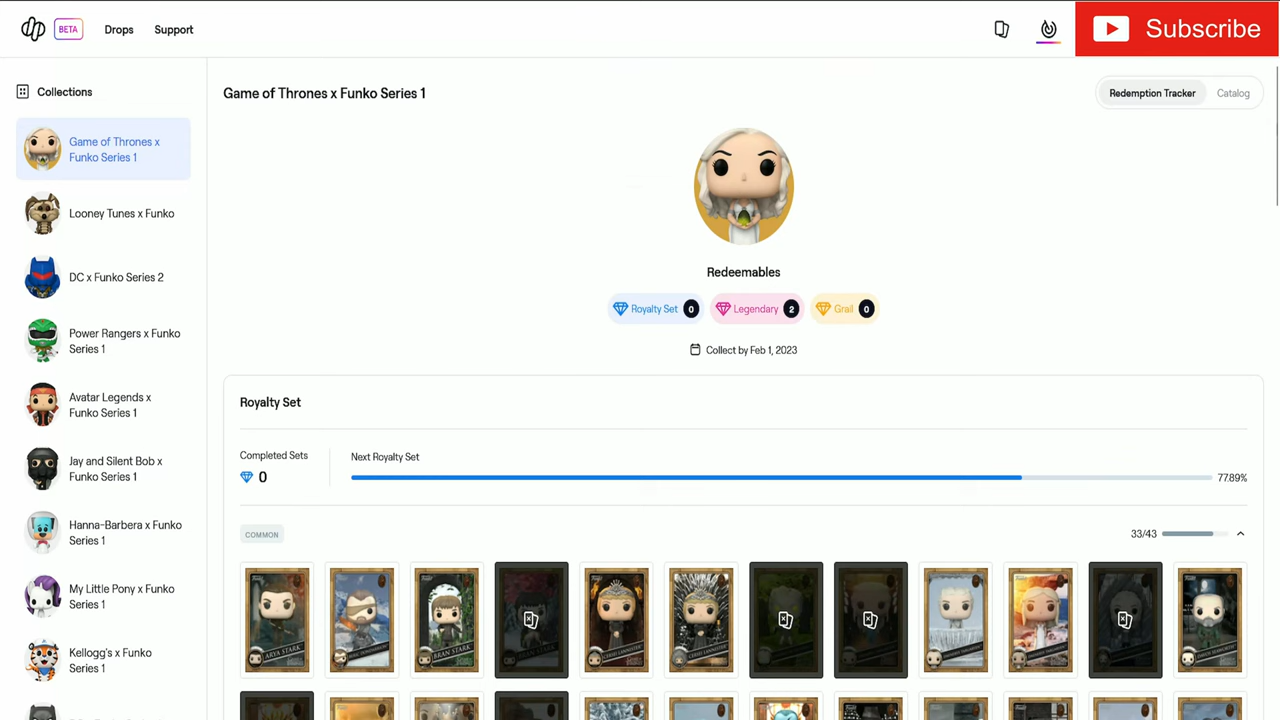 BETA
Drops
Support
Subscribe
Collections
Game of Thrones x
Funko Series 1
Looney Tunes x Funko
DC x Funko Series 2
Power Rangers x Funko
Series 1
Avatar Legends x
Funko Series 1
Jay and Silent Bob x
Funko Series 1
Hanna-Barbera x Funko
Series 1
My Little Pony x Funko
Series 1
Kellogg's x Funko
Series 1
Game of Thrones x Funko Series 1
Redemption Tracker
Catalog
Redeemables
Royalty Set 0
Legendary 2
Grail 0
Collect by Feb 1, 2023
Royalty Set
Completed Sets
0
Next Royalty Set
77.89%
COMMON
33/43
ARYA STARK
BRAN STARK
CERSEI LANNISTER
CERSEI LANNISTER